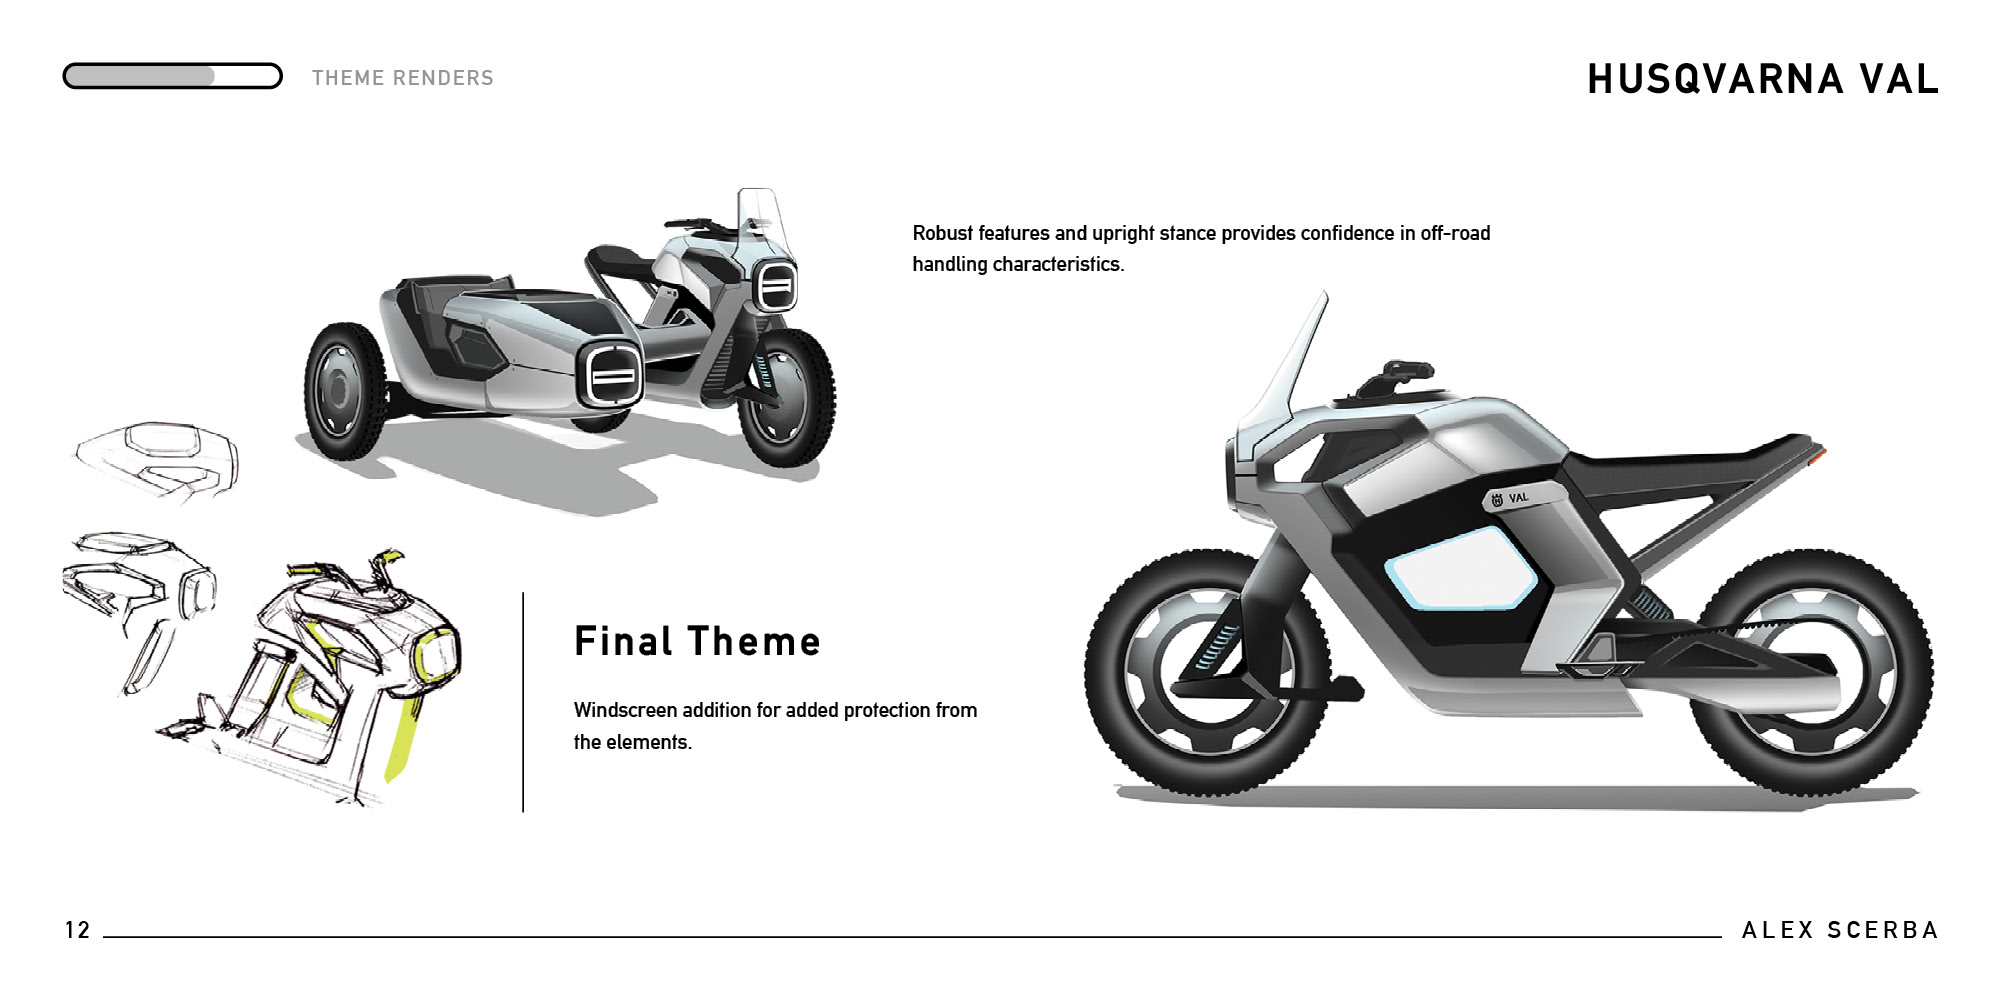 THEME RENDERS
HUSQVARNA VAL
Robust features and upright stance provides confidence in off-road
handling characteristics.
VAL
Final Theme
Windscreen addition for added protection from
the elements.
12
ALEX SCERBA